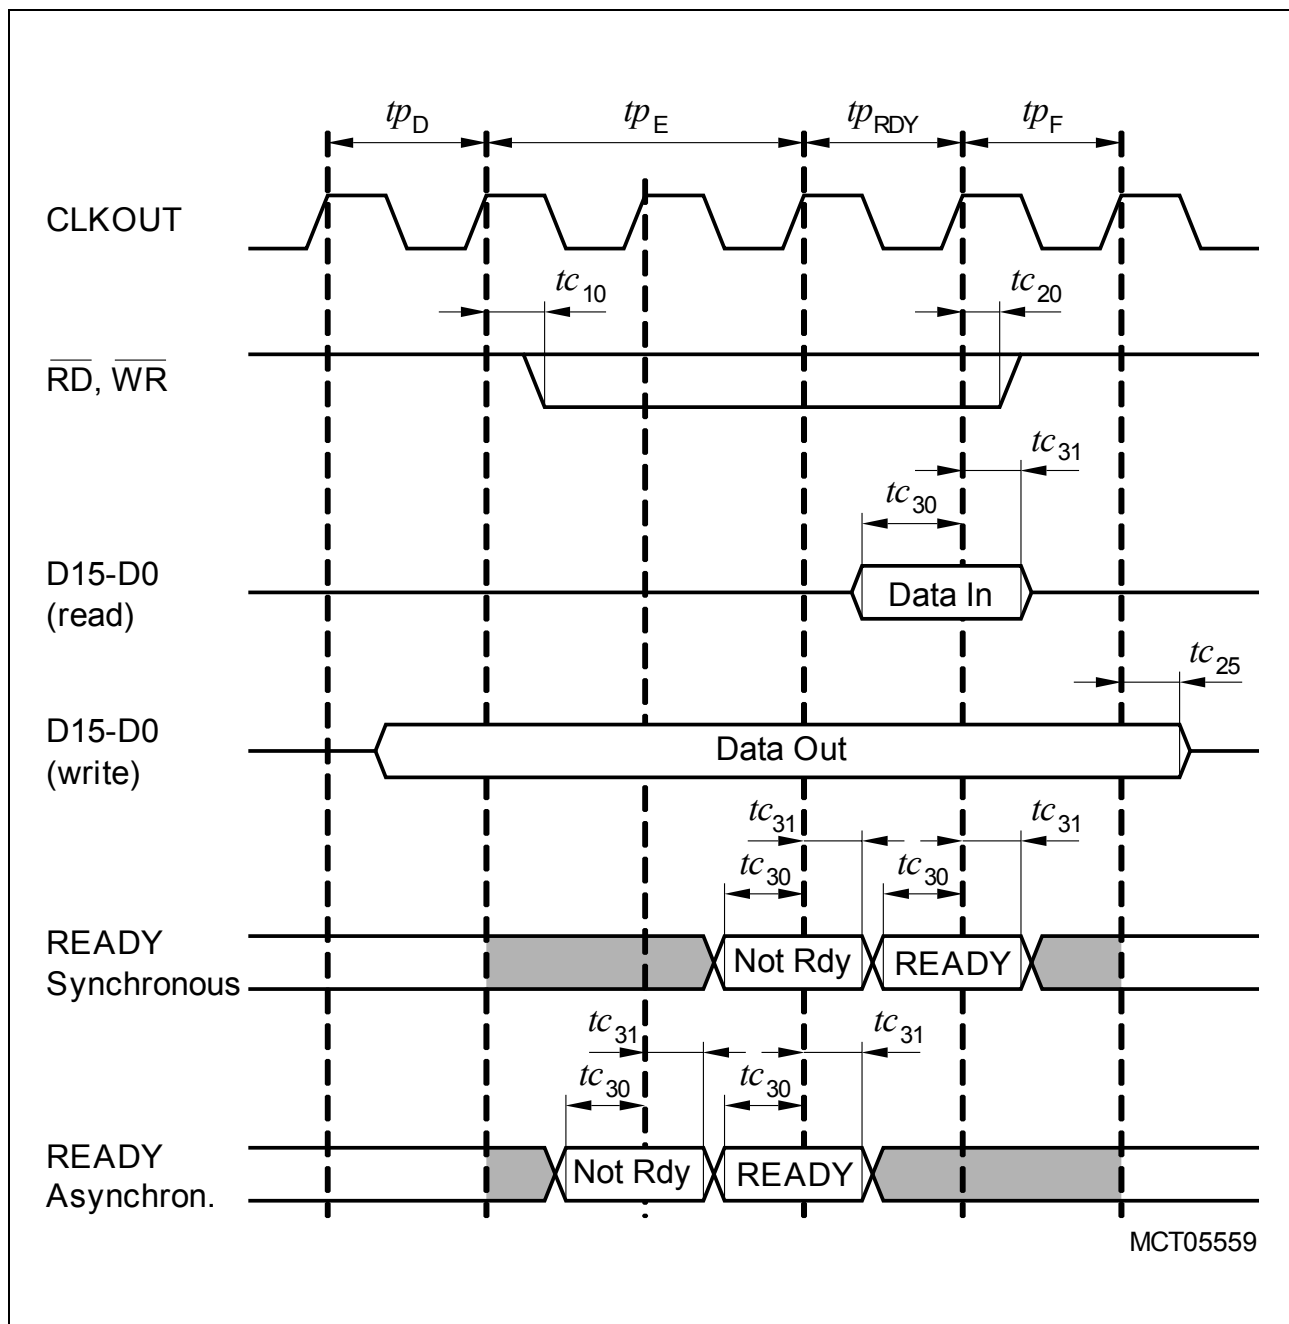 tpD tpE tpRDY tpF
CLKOUT
tc10 tc20
RD, WR
tc31
tc30
D15-D0
(read)
Data In
tc25
D15-D0
(write)
Data Out
tc31 tc31
tc30 tc30
READY
Synchronous
Not Rdy READY
tc31 tc31
tc30 tc30
READY
Asynchron.
Not Rdy READY
MCT05559